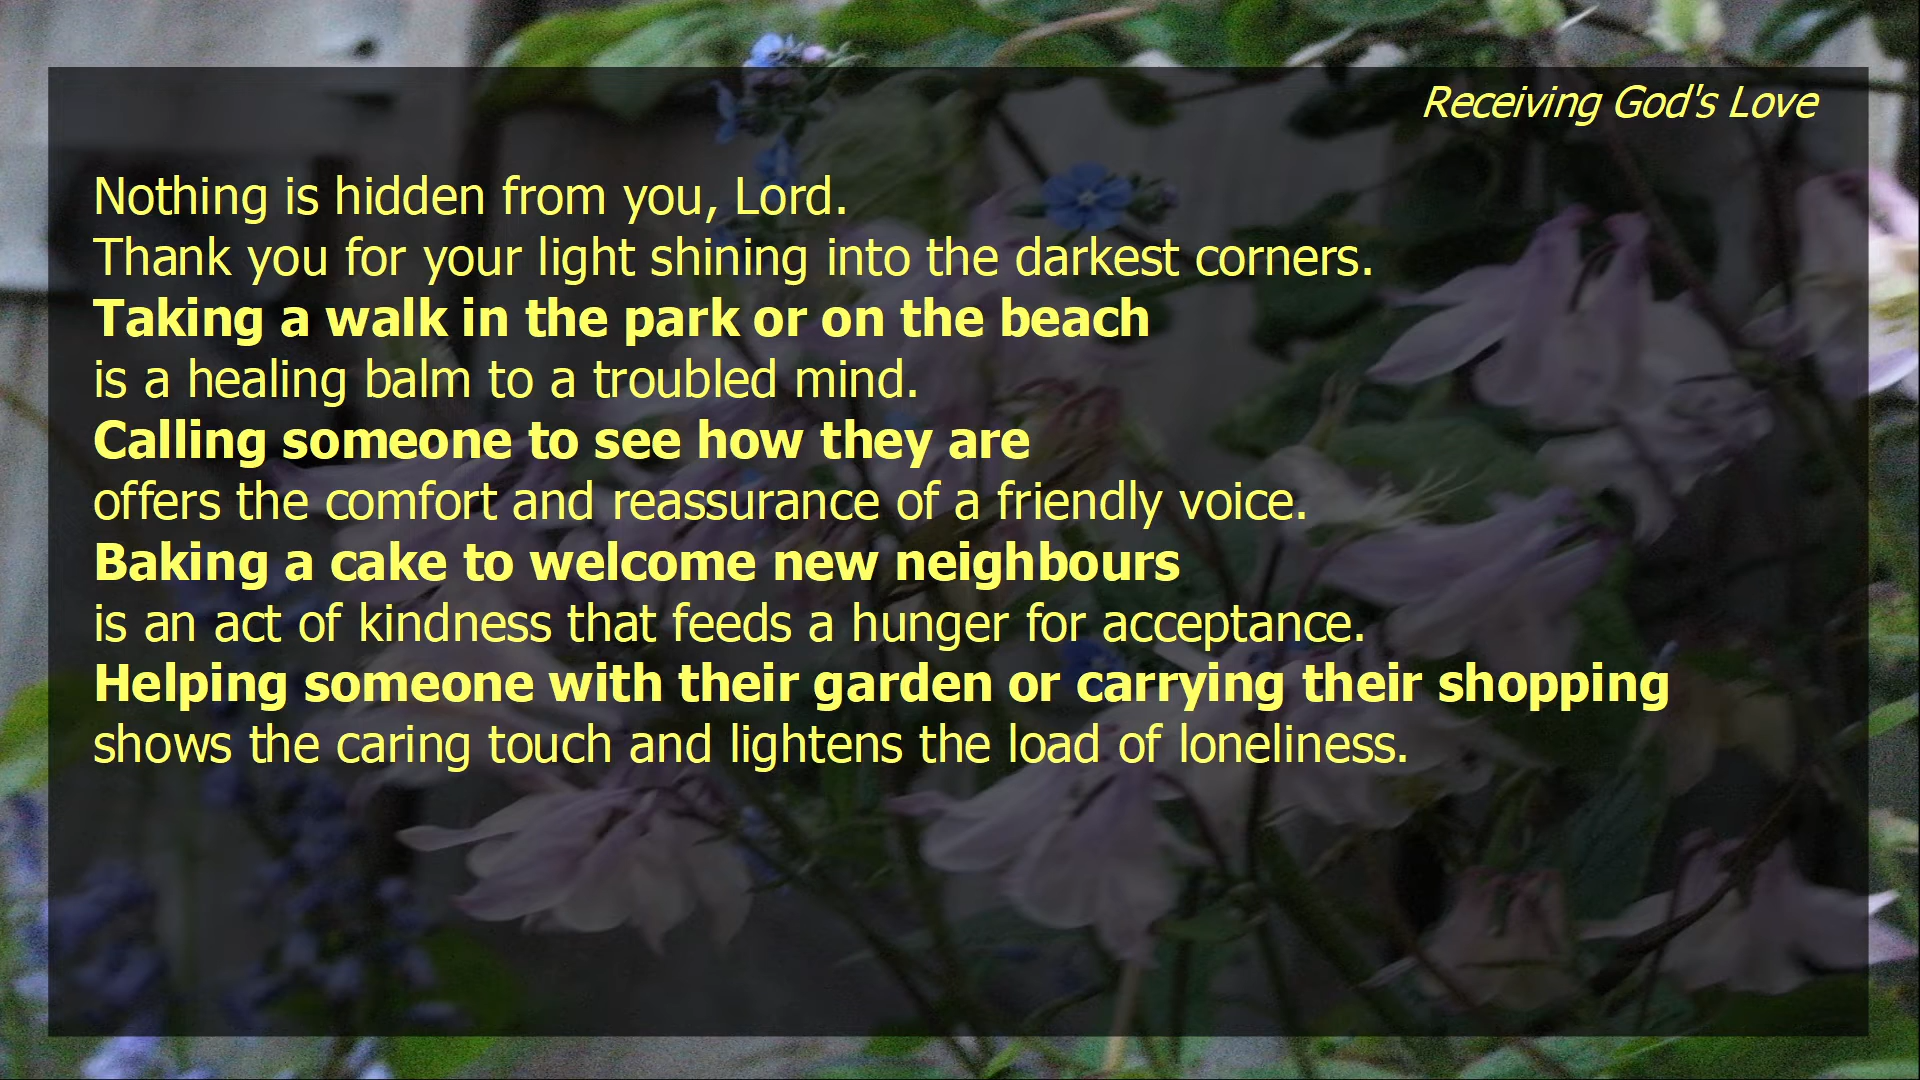 Receiving God's Love
Nothing is hidden from you, Lord.
Thank you for your light shining into the darkest corners.
Taking a walk in the park or on the beach
is a healing balm to a troubled mind.
Calling someone to see how they are
offers the comfort and reassurance of a friendly voice.
Baking a cake to welcome new neighbours
is an act of kindness that feeds a hunger for acceptance.
Helping someone with their garden or carrying their shopping
shows the caring touch and lightens the load of loneliness.